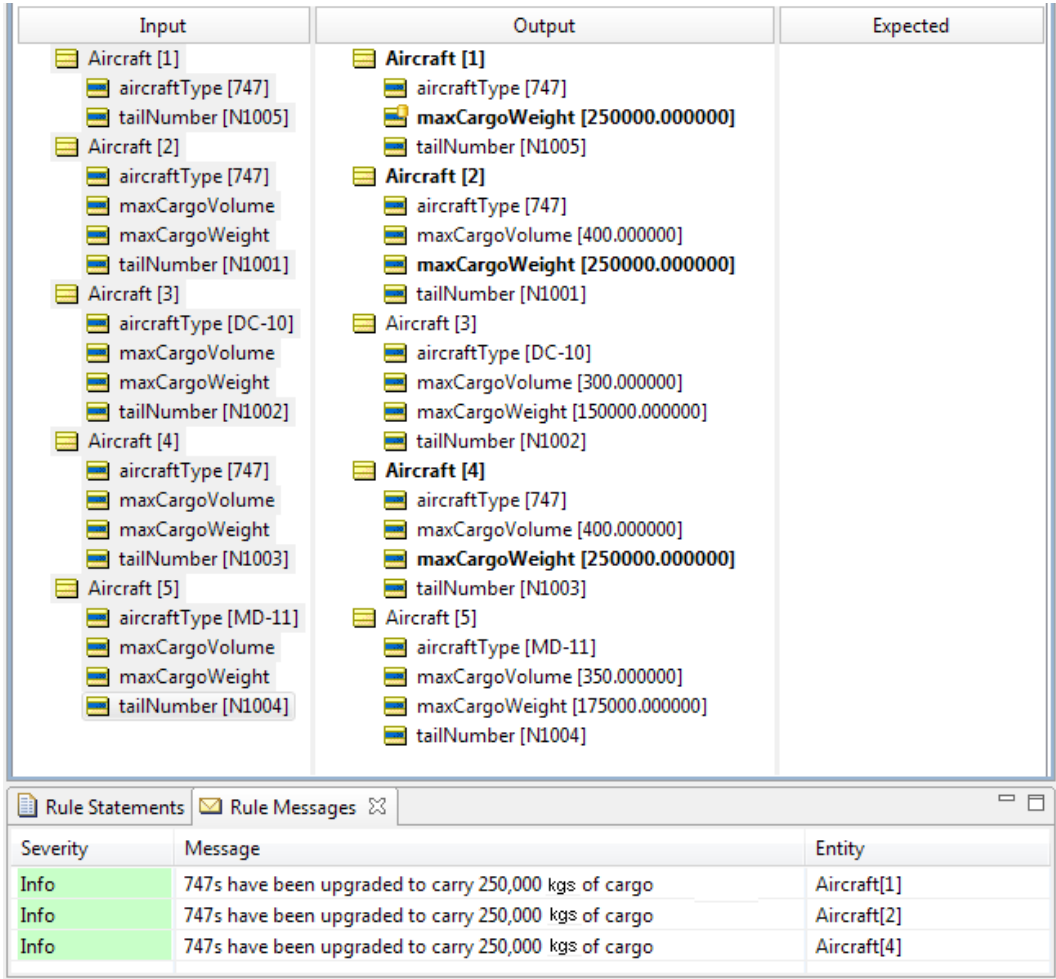 Input
Output
Expected
Aircraft [1]
aircraftType [747]
tailNumber [N1005]
Aircraft [2]
aircraftType [747]
maxCargoVolume
maxCargoWeight
tailNumber [N1001]
Aircraft [3]
aircraftType [DC-10]
maxCargoVolume
maxCargoWeight
tailNumber [N1002]
Aircraft [4]
aircraftType [747]
maxCargoVolume
maxCargoWeight
tailNumber [N1003]
Aircraft [5]
aircraftType [MD-11]
maxCargoVolume
maxCargoWeight
tailNumber [N1004]
Aircraft [1]
aircraftType [747]
maxCargoWeight [250000.000000]
tailNumber [N1005]
Aircraft [2]
aircraftType [747]
maxCargoVolume [400.000000]
maxCargoWeight [250000.000000]
tailNumber [N1001]
Aircraft [3]
aircraftType [DC-10]
maxCargoVolume [300.000000]
maxCargoWeight [150000.000000]
tailNumber [N1002]
Aircraft [4]
aircraftType [747]
maxCargoVolume [400.000000]
maxCargoWeight [250000.000000]
tailNumber [N1003]
Aircraft [5]
aircraftType [MD-11]
maxCargoVolume [350.000000]
maxCargoWeight [175000.000000]
tailNumber [N1004]
Rule Statements
Rule Messages
Severity Message Entity
Info 747s have been upgraded to carry 250,000 kgs of cargo Aircraft[1]
Info 747s have been upgraded to carry 250,000 kgs of cargo Aircraft[2]
Info 747s have been upgraded to carry 250,000 kgs of cargo Aircraft[4]